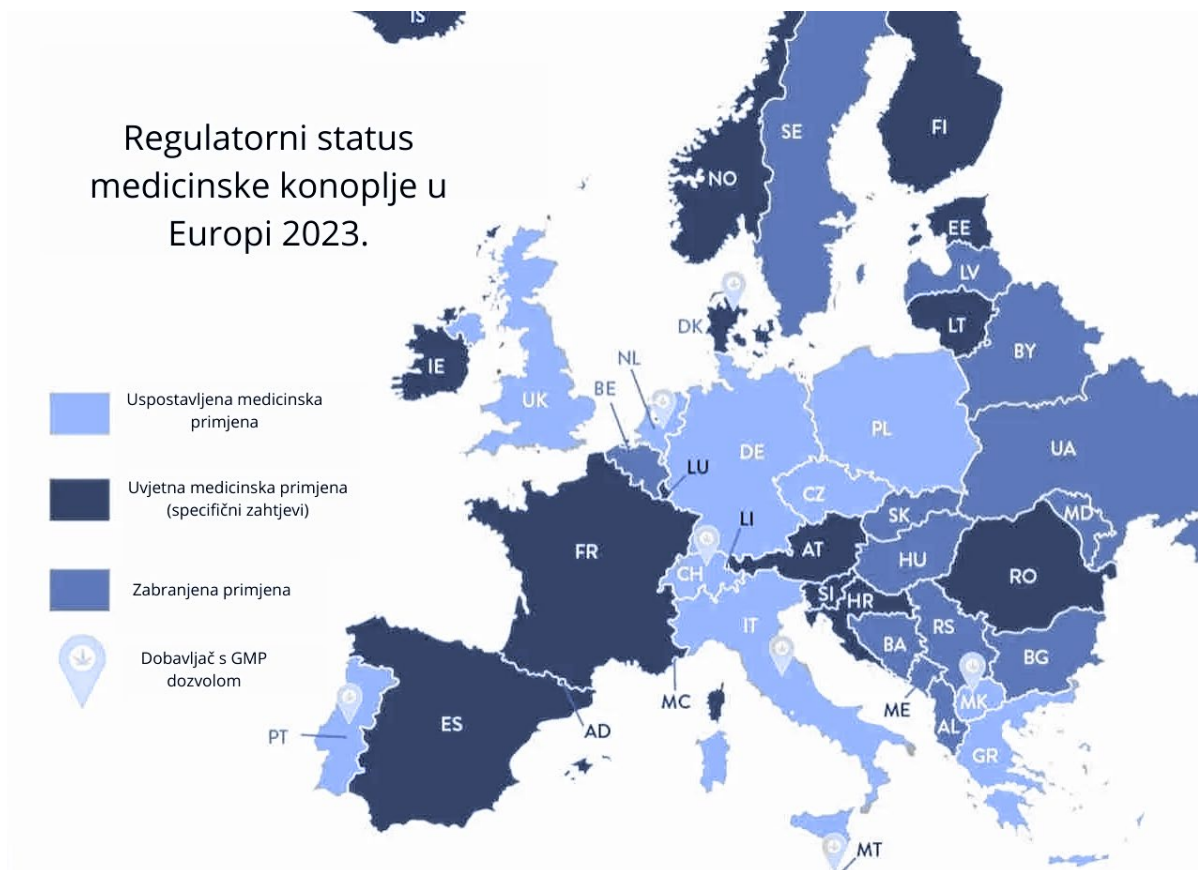 IS
Regulatorni status
medicinske konoplje u
Europi 2023.
SE
FI
NO
EE
LV
DK
LT
IE
BY
NL
BE
UK
Uspostavljena medicinska
primjena
PL
DE
UA
LU
Uvjetna medicinska primjena
(specifični zahtjevi)
CZ
LI
SK
MD
AT
FR
HU
CH
RO
Zabranjena primjena
SI
HR
IT
RS
BA
BG
Dobavljač s GMP
dozvolom
MC
MK
ME
ES
AD
AL
PT
GR
MT